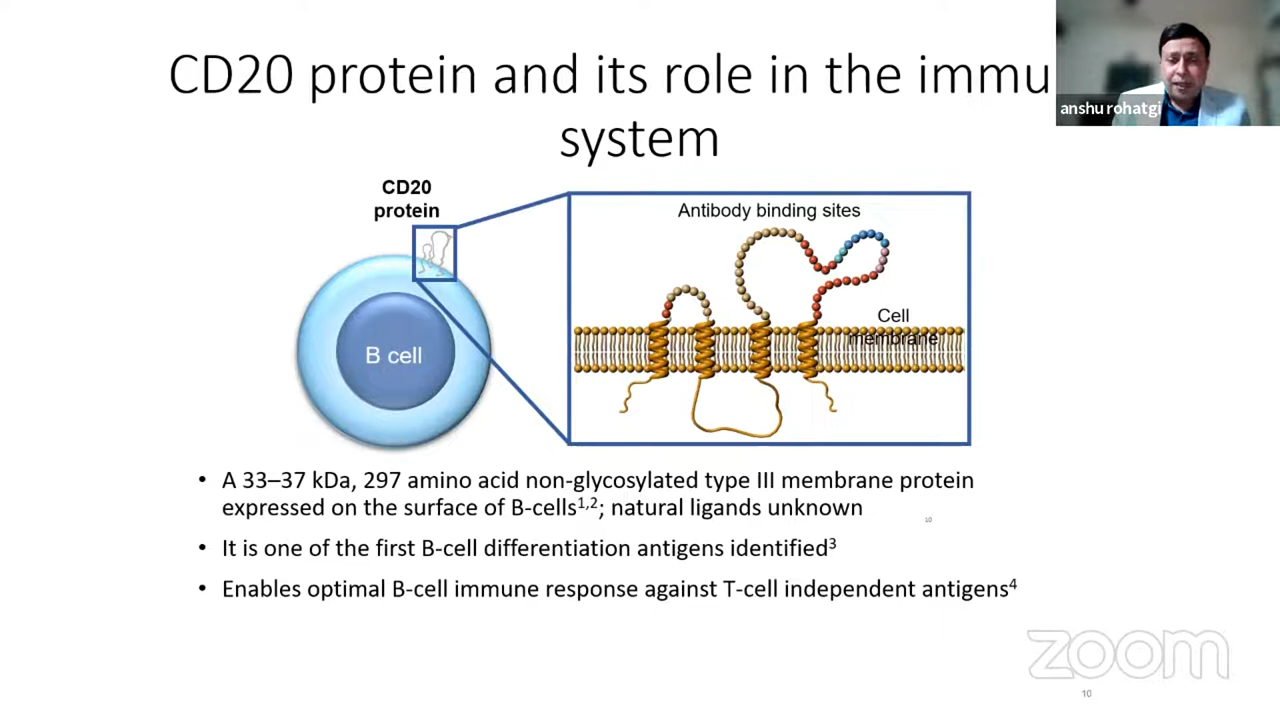 CD20 protein and its role in the immu
system
anshu rohatgi
CD20
protein
B cell
Antibody binding sites
Cell
membrane
• A 33–37 kDa, 297 amino acid non-glycosylated type III membrane protein
expressed on the surface of B-cells1,2; natural ligands unknown
10
• It is one of the first B-cell differentiation antigens identified3
• Enables optimal B-cell immune response against T-cell independent antigens4
zoom
10